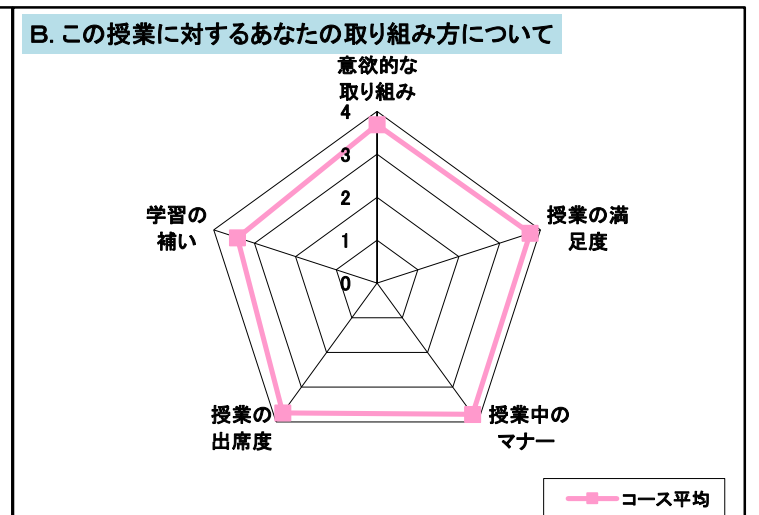 B. この授業に対するあなたの取り組み方について
意欲的な
取り組み
4
3
2
1
0
授業の満
足度
授業中の
マナー
授業の
出席度
学習の
補い
コース平均